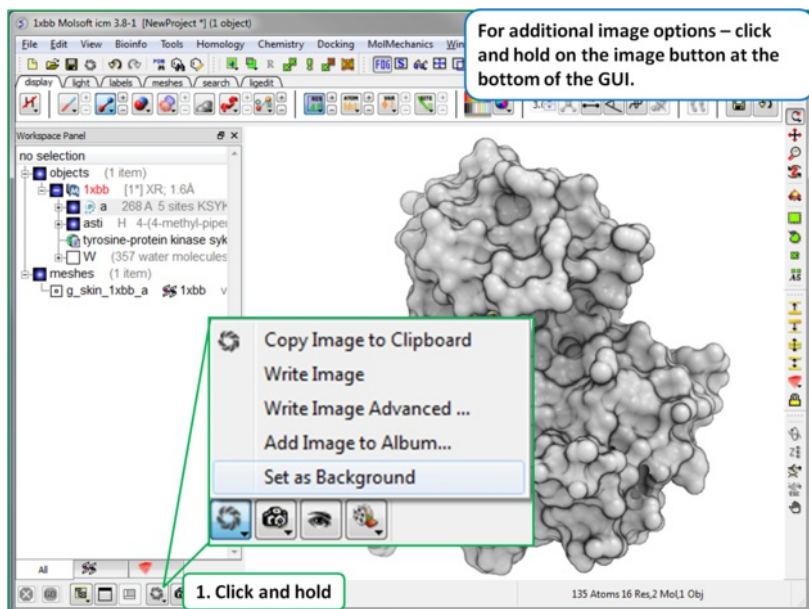 1xbb Molsoft icm 3.8-1 [NewProject *] (1 object)
For additional image options – click
and hold on the image button at the
bottom of the GUI.
File Edit View Bioinfo Tools Homology Chemistry Docking MolMechanics
FOG
display light labels meshes search ligedit
Workspace Panel
no selection
objects (1 item)
1xbb [1*] XR; 1.6Å
a 268 A 5 sites KSYK
asti H 4-(4-methyl-piper
tyrosine-protein kinase syk
W (357 water molecules
meshes (1 item)
g_skin_1xbb_a 1xbb
Copy Image to Clipboard
Write Image
Write Image Advanced ...
Add Image to Album...
Set as Background
All
1. Click and hold
135 Atoms 16 Res,2 Mol,1 Obj